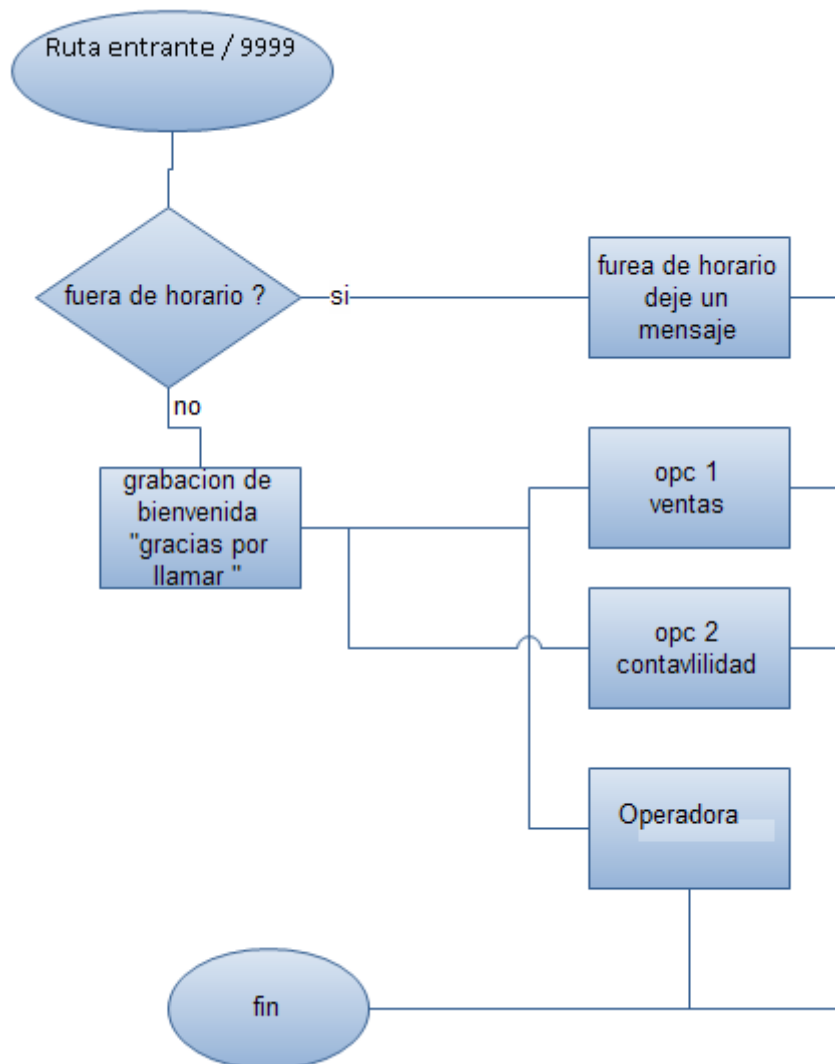 Ruta entrante / 9999
fuera de horario ?
si
furea de horario
deje un
mensaje
no
grabacion de
bienvenida
"gracias por
llamar "
opc 1
ventas
opc 2
contavlilidad
Operadora
fin